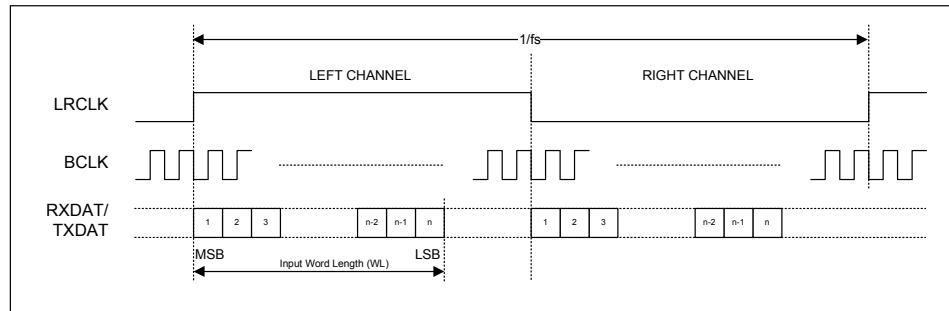 1/fs
LEFT CHANNEL RIGHT CHANNEL
LRCLK
BCLK
RXDAT/
TXDAT
1 2 3 n-2 n-1 n 1 2 3 n-2 n-1 n
MSB LSB
Input Word Length (WL)